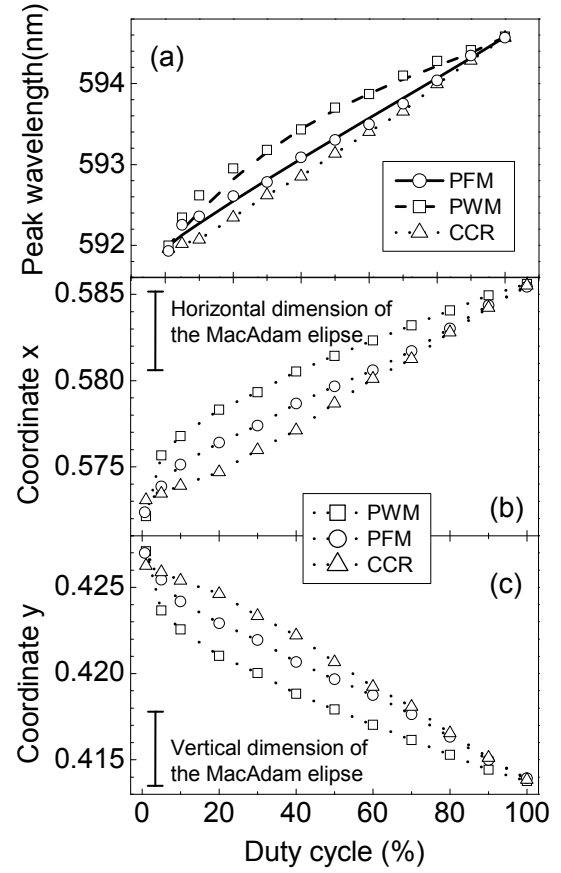 Peak wavelength(nm)
594
593
592
(a)
PFM
PWM
CCR
Coordinate x
0.585
0.580
0.575
Horizontal dimension of
the MacAdam elipse
(b)
PWM
PFM
CCR
Coordinate y
0.425
0.420
0.415
(c)
Vertical dimension of
the MacAdam elipse
0 20 40 60 80 100
Duty cycle (%)